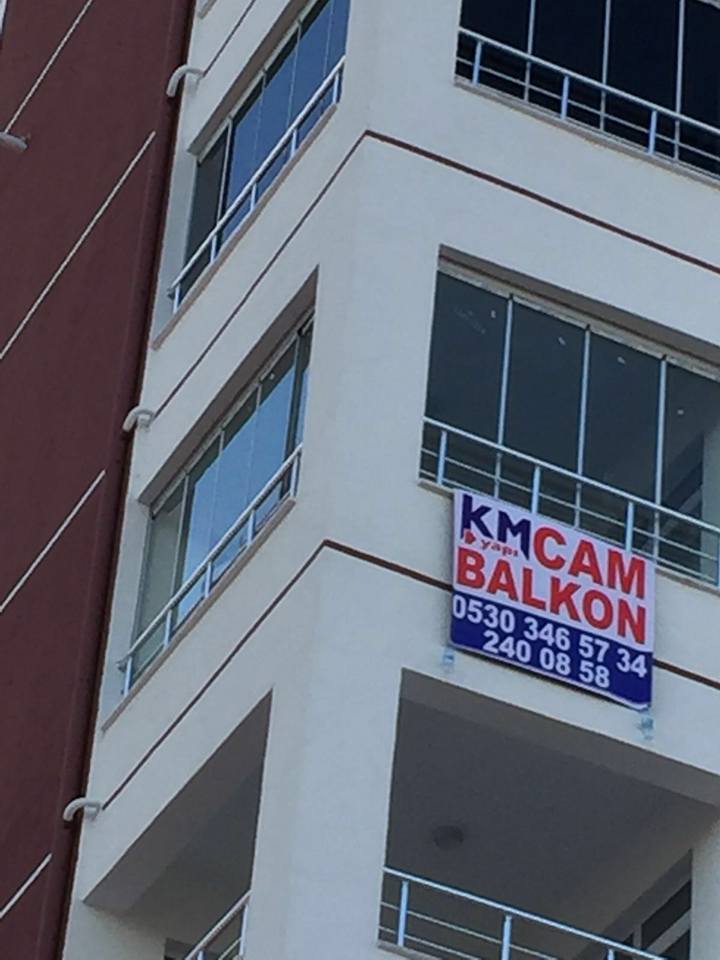 KM CAM
yapı
BALKON
0530 346 57 34
240 08 58